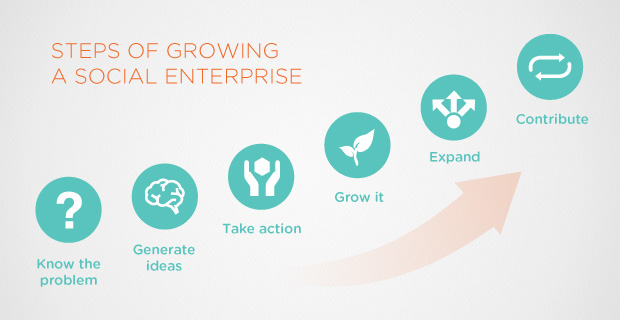 STEPS OF GROWING
A SOCIAL ENTERPRISE
?
Know the
problem
Generate
ideas
Take action
Grow it
Expand
Contribute